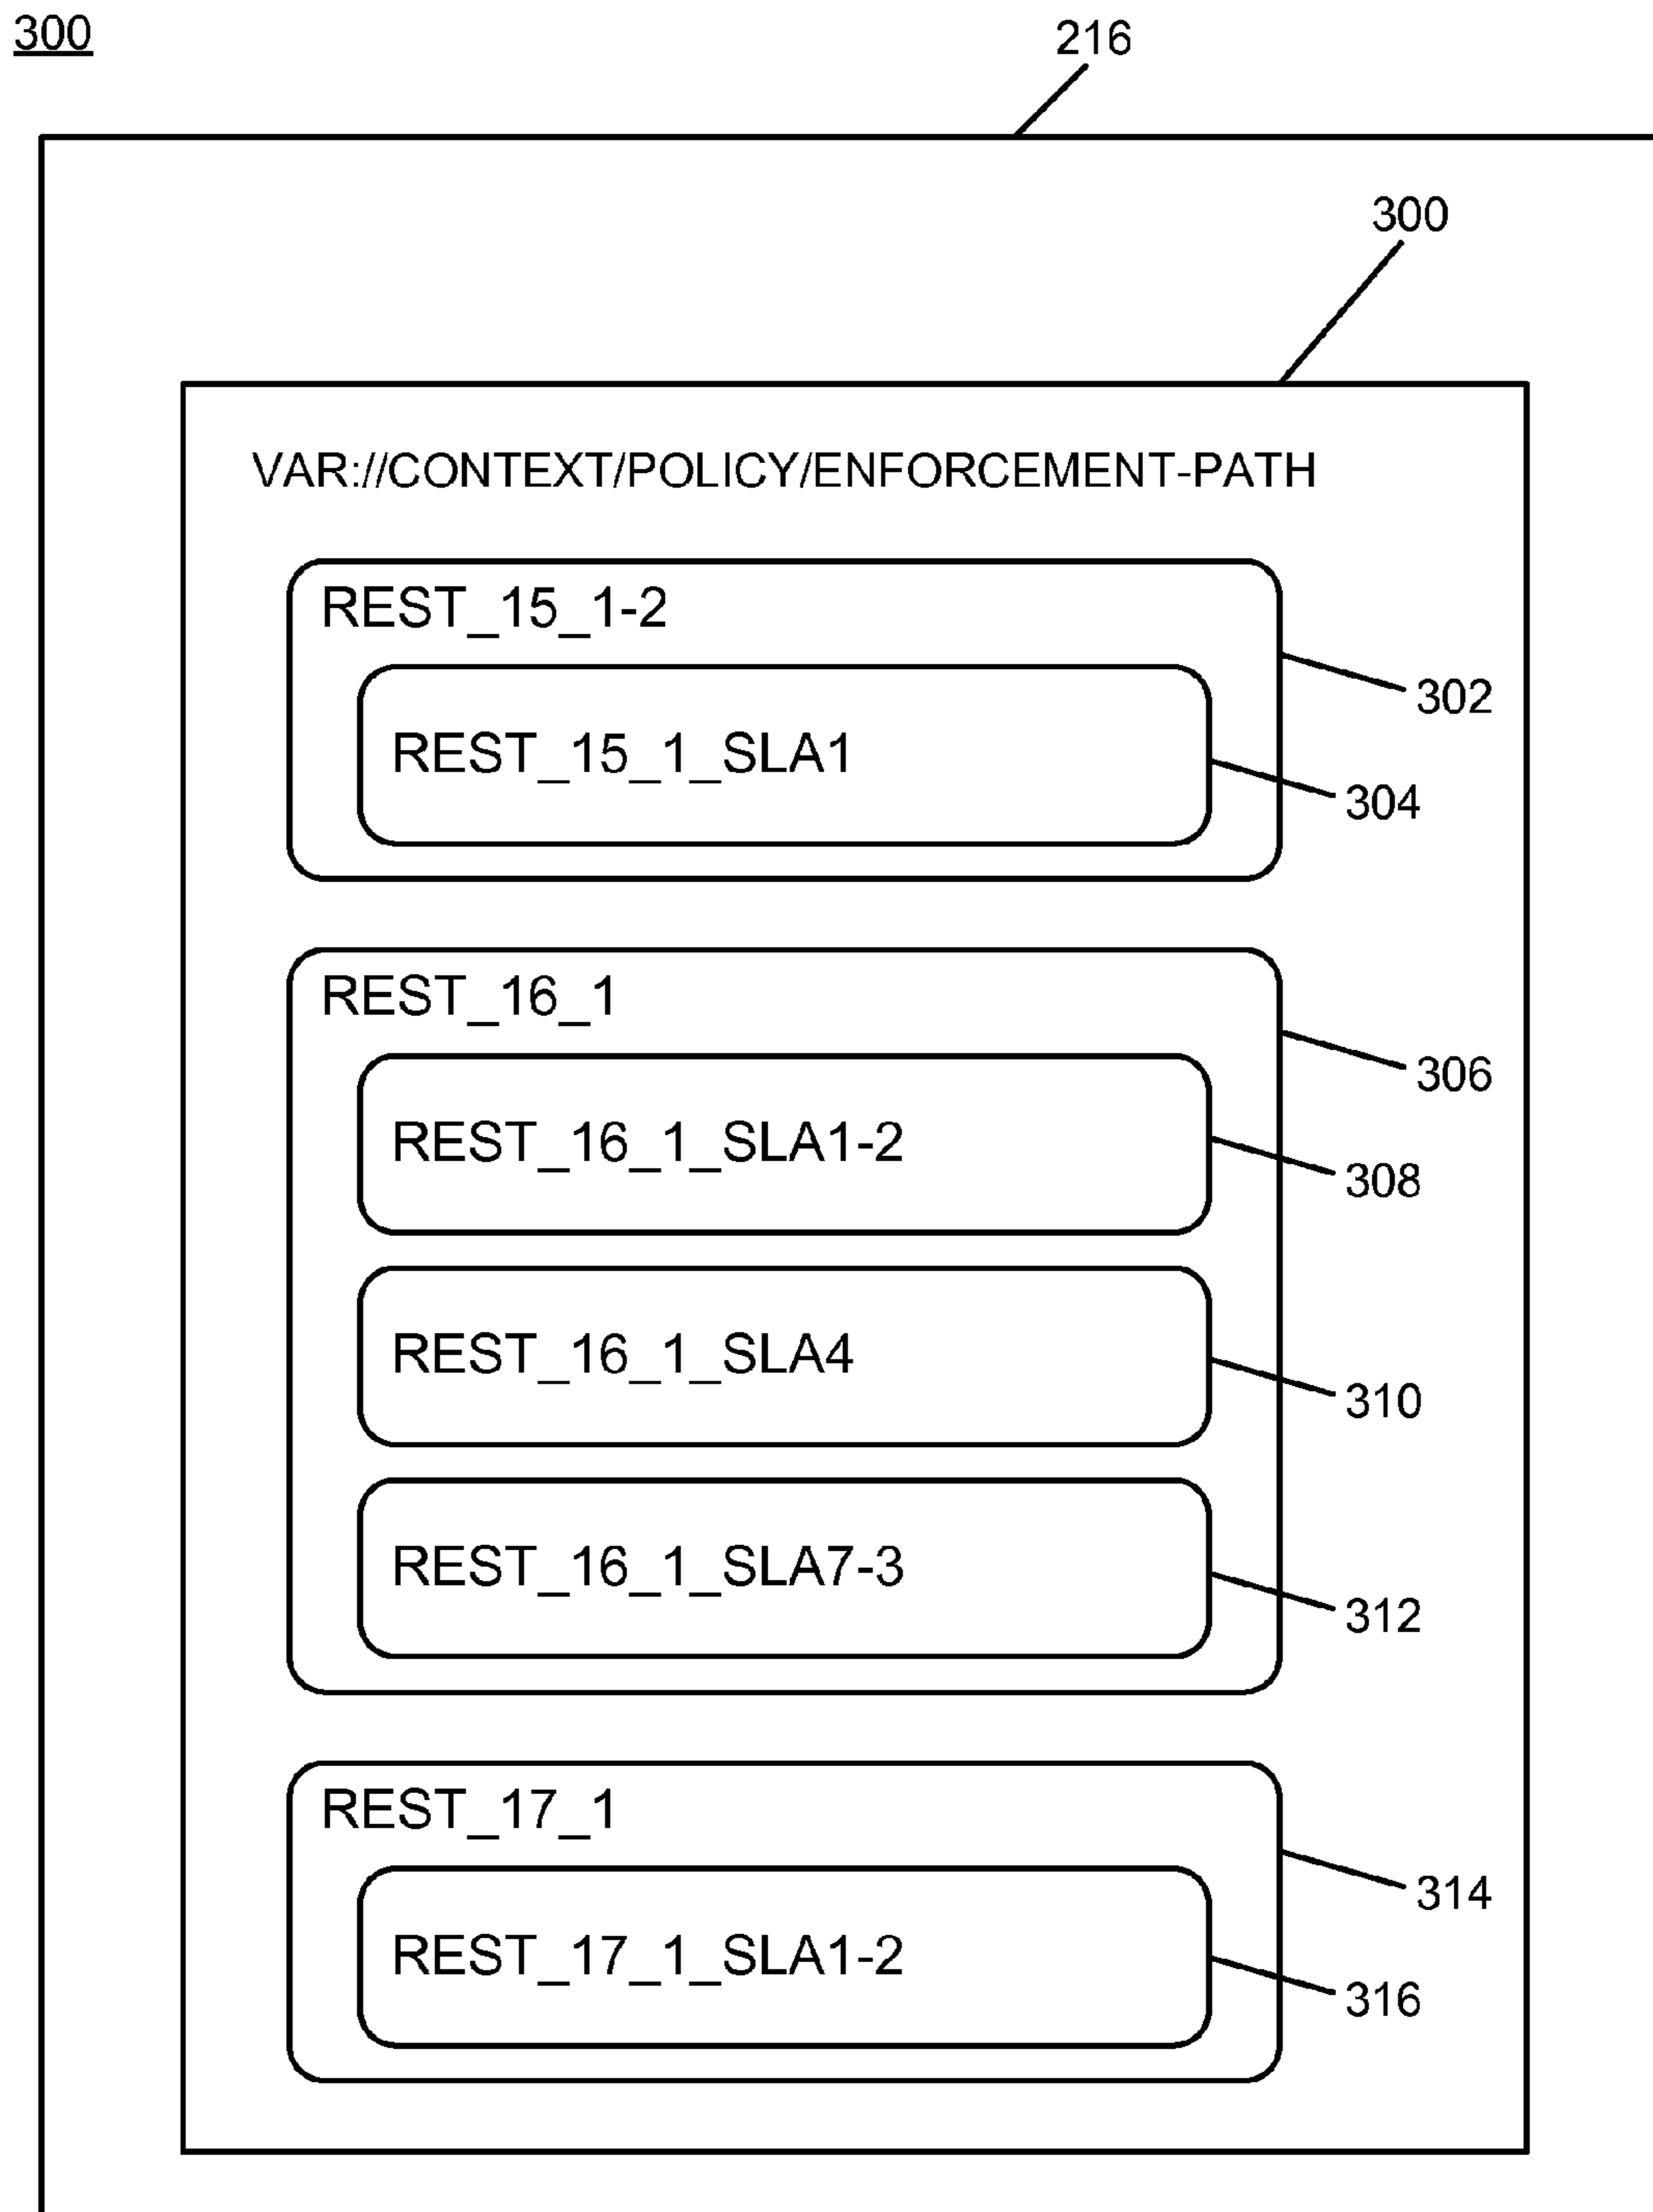 300
216
300
VAR://CONTEXT/POLICY/ENFORCEMENT-PATH
REST_15_1-2
302
REST_15_1_SLA1
304
REST_16_1
306
REST_16_1_SLA1-2
308
REST_16_1_SLA4
310
REST_16_1_SLA7-3
312
REST_17_1
314
REST_17_1_SLA1-2
316